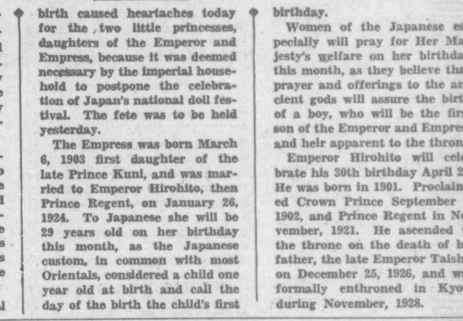 birth caused heartaches today
for the two little princesses,
daughters of the Emperor and
Empress, because it was deemed
necessary by the imperial house-
hold to postpone the celebra-
tion of Japan's national doll fes-
tival. The fete was to be held
yesterday.
The Empress was born March
6, 1903 first daughter of the
late Prince Kuni, and was mar-
ried to Emperor Hirohito, then
Prince Regent, on January 26,
1924. To Japanese she will be
29 years old on her birthday
this month, as the Japanese
custom, in common with most
Orientals, considered a child one
year old at birth and call the
day of the birth the child's first
birthday.
Women of the Japanese es
pecially will pray for Her Ma
jesty's welfare on her birthda
this month, as they believe tha
prayer and offerings to the an
cient gods will assure the birt
of a boy, who will be the fir
son of the Emperor and Empre
and heir apparent to the thron
Emperor Hirohito will cele
brate his 30th birthday April 2
He was born in 1901. Proclaim
ed Crown Prince September
1902, and Prince Regent in No
vember, 1921. He ascended
the throne on the death of h
father, the late Emperor Taish
on December 25, 1926, and w
formally enthroned in Kyo
during November, 1928.